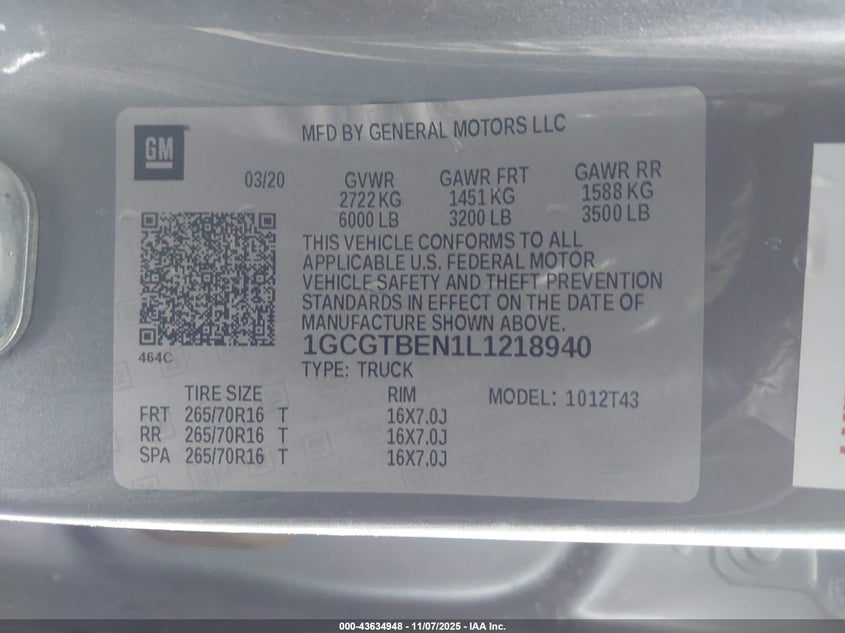 GM
MFD BY GENERAL MOTORS LLC
03/20
GVWR GAWR FRT GAWR RR
2722 KG 1451 KG 1588 KG
6000 LB 3200 LB 3500 LB
THIS VEHICLE CONFORMS TO ALL
APPLICABLE U.S. FEDERAL MOTOR
VEHICLE SAFETY AND THEFT PREVENTION
STANDARDS IN EFFECT ON THE DATE OF
MANUFACTURE SHOWN ABOVE.
464C
1GCGTBEN1L1218940
TYPE: TRUCK
TIRE SIZE RIM MODEL: 1012T43
FRT 265/70R16 T 16X7.0J
RR 265/70R16 T 16X7.0J
SPA 265/70R16 T 16X7.0J
000-43634948 - 11/07/2025 - IAA Inc.